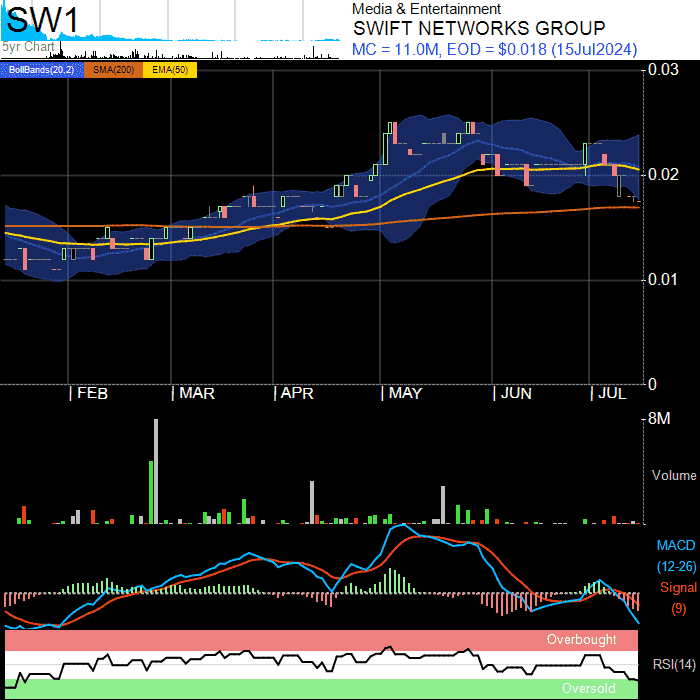 SW1
5yr Chart
Media & Entertainment
SWIFT NETWORKS GROUP
MC = 11.0M, EOD = $0.018 (15Jul2024)
BollBands(20,2) SMA(200) EMA(50)
0.03
0.02
0.01
0
FEB MAR APR MAY JUN JUL
8M
Volume
MACD
(12-26)
Signal
(9)
Overbought
RSI(14)
Oversold